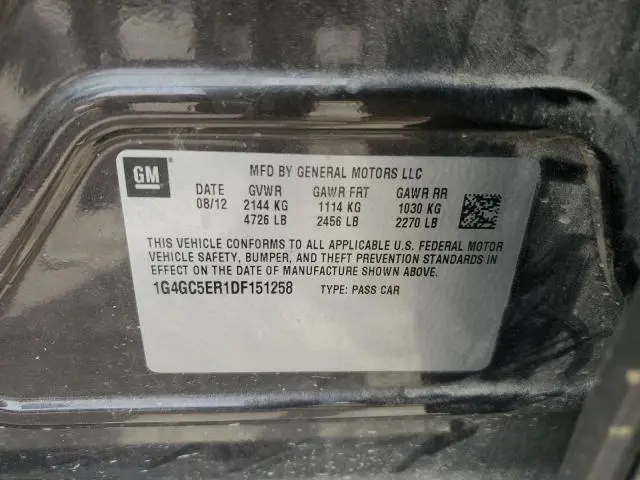 GM
MFD BY GENERAL MOTORS LLC
DATE GVWR GAWR FRT GAWR RR
08/12 2144 KG 1114 KG 1030 KG
4726 LB 2456 LB 2270 LB
THIS VEHICLE CONFORMS TO ALL APPLICABLE U.S. FEDERAL MOTOR
VEHICLE SAFETY, BUMPER, AND THEFT PREVENTION STANDARDS IN
EFFECT ON THE DATE OF MANUFACTURE SHOWN ABOVE.
1G4GC5ER1DF151258 TYPE: PASS CAR